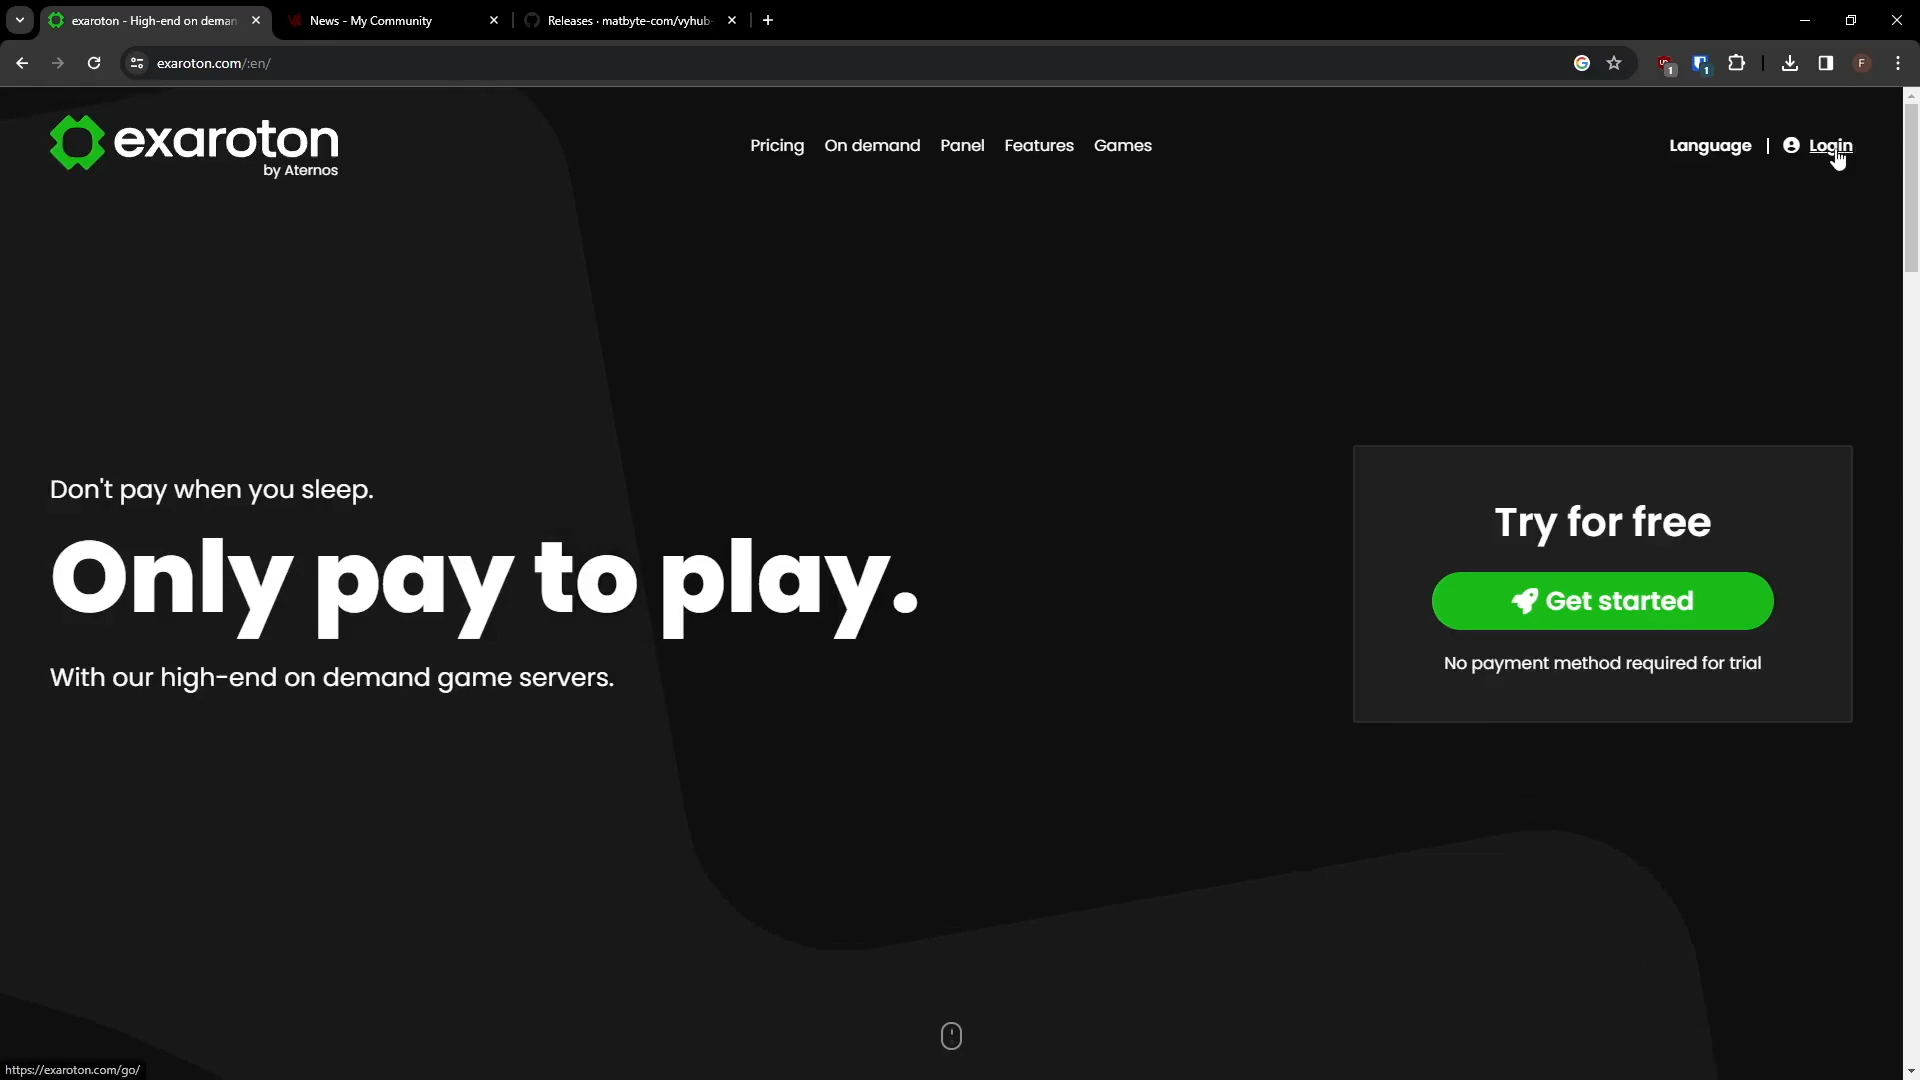 exaroton - High-end on deman
News - My Community
Releases · matbyte-com/vyhub-
exaroton.com/:en/
1
1
F
exaroton
by Aternos
Pricing
On demand
Panel
Features
Games
Language
|
Login
Don't pay when you sleep.
Only pay to play.
With our high-end on demand game servers.
Try for free
Get started
No payment method required for trial
https://exaroton.com/go/